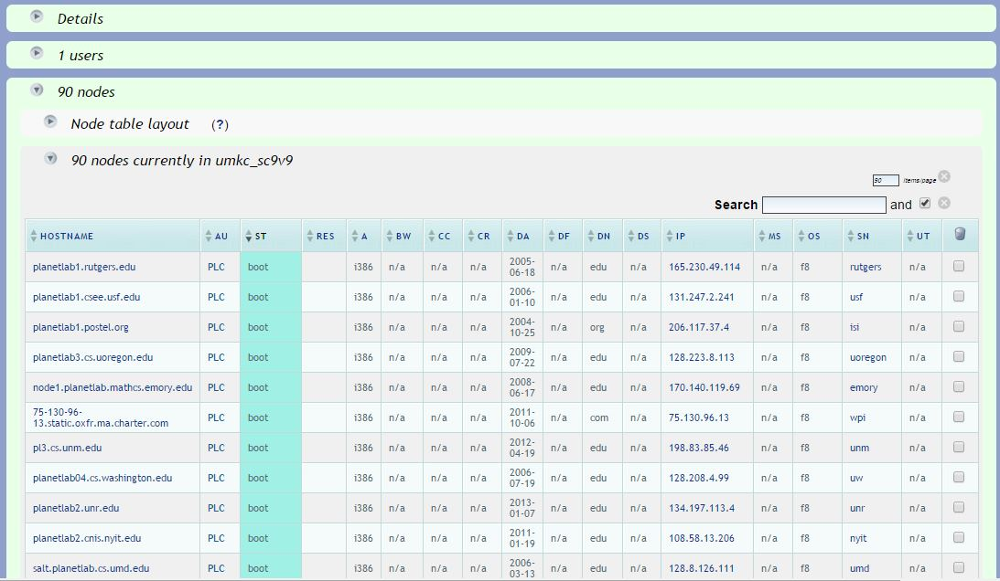 Details
1 users
90 nodes
Node table layout (?)
90 nodes currently in umkc_sc9v9
90 items/page
Search and
HOSTNAME AU ST RES A BW CC CR DA DF DN DS IP MS OS SN UT
planetlab1.rutgers.edu PLC boot i386 n/a n/a n/a 2005-06-18 n/a edu n/a 165.230.49.114 n/a f8 rutgers n/a
planetlab1.csee.usf.edu PLC boot i386 n/a n/a n/a 2006-01-10 n/a edu n/a 131.247.2.241 n/a f8 usf n/a
planetlab1.postel.org PLC boot i386 n/a n/a n/a 2004-10-25 n/a org n/a 206.117.37.4 n/a f8 isi n/a
planetlab3.cs.uoregon.edu PLC boot i386 n/a n/a n/a 2009-07-22 n/a edu n/a 128.223.8.113 n/a f8 uoregon n/a
node1.planetlab.mathcs.emory.edu PLC boot i386 n/a n/a n/a 2008-06-17 n/a edu n/a 170.140.119.69 n/a f8 emory n/a
75-130-96-13.static.oxfr.ma.charter.com PLC boot i386 n/a n/a n/a 2011-10-06 n/a com n/a 75.130.96.13 n/a f8 wpi n/a
pl3.cs.unm.edu PLC boot i386 n/a n/a n/a 2012-04-19 n/a edu n/a 198.83.85.46 n/a f8 unm n/a
planetlab04.cs.washington.edu PLC boot i386 n/a n/a n/a 2006-07-19 n/a edu n/a 128.208.4.99 n/a f8 uw n/a
planetlab2.unr.edu PLC boot i386 n/a n/a n/a 2013-01-07 n/a edu n/a 134.197.113.4 n/a f8 unr n/a
planetlab2.cnis.nyit.edu PLC boot i386 n/a n/a n/a 2011-01-19 n/a edu n/a 108.58.13.206 n/a f8 nyit n/a
salt.planetlab.cs.umd.edu PLC boot i386 n/a n/a n/a 2006-03-13 n/a edu n/a 128.8.126.111 n/a f8 umd n/a